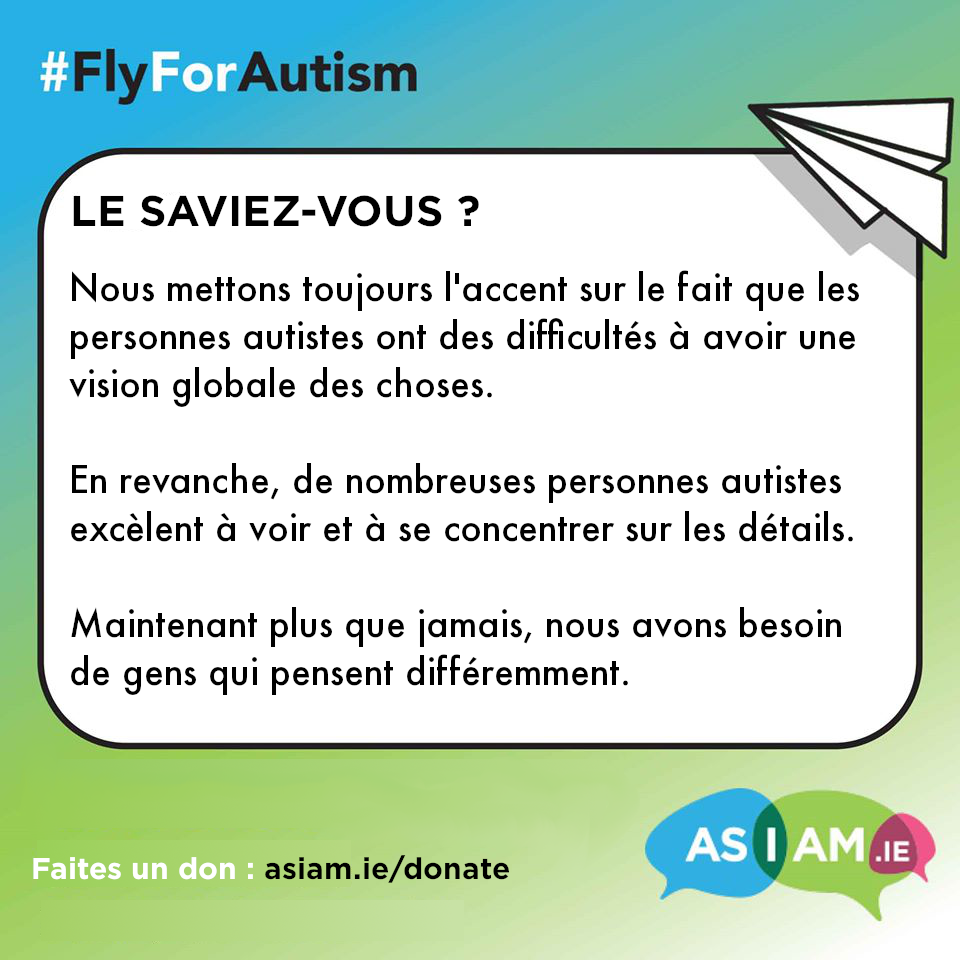 #FlyForAutism
LE SAVIEZ-VOUS ?
Nous mettons toujours l'accent sur le fait que les
personnes autistes ont des difficultés à avoir une
vision globale des choses.
En revanche, de nombreuses personnes autistes
excèlent à voir et à se concentrer sur les détails.
Maintenant plus que jamais, nous avons besoin
de gens qui pensent différemment.
Faites un don : asiam.ie/donate
AS I AM.IE